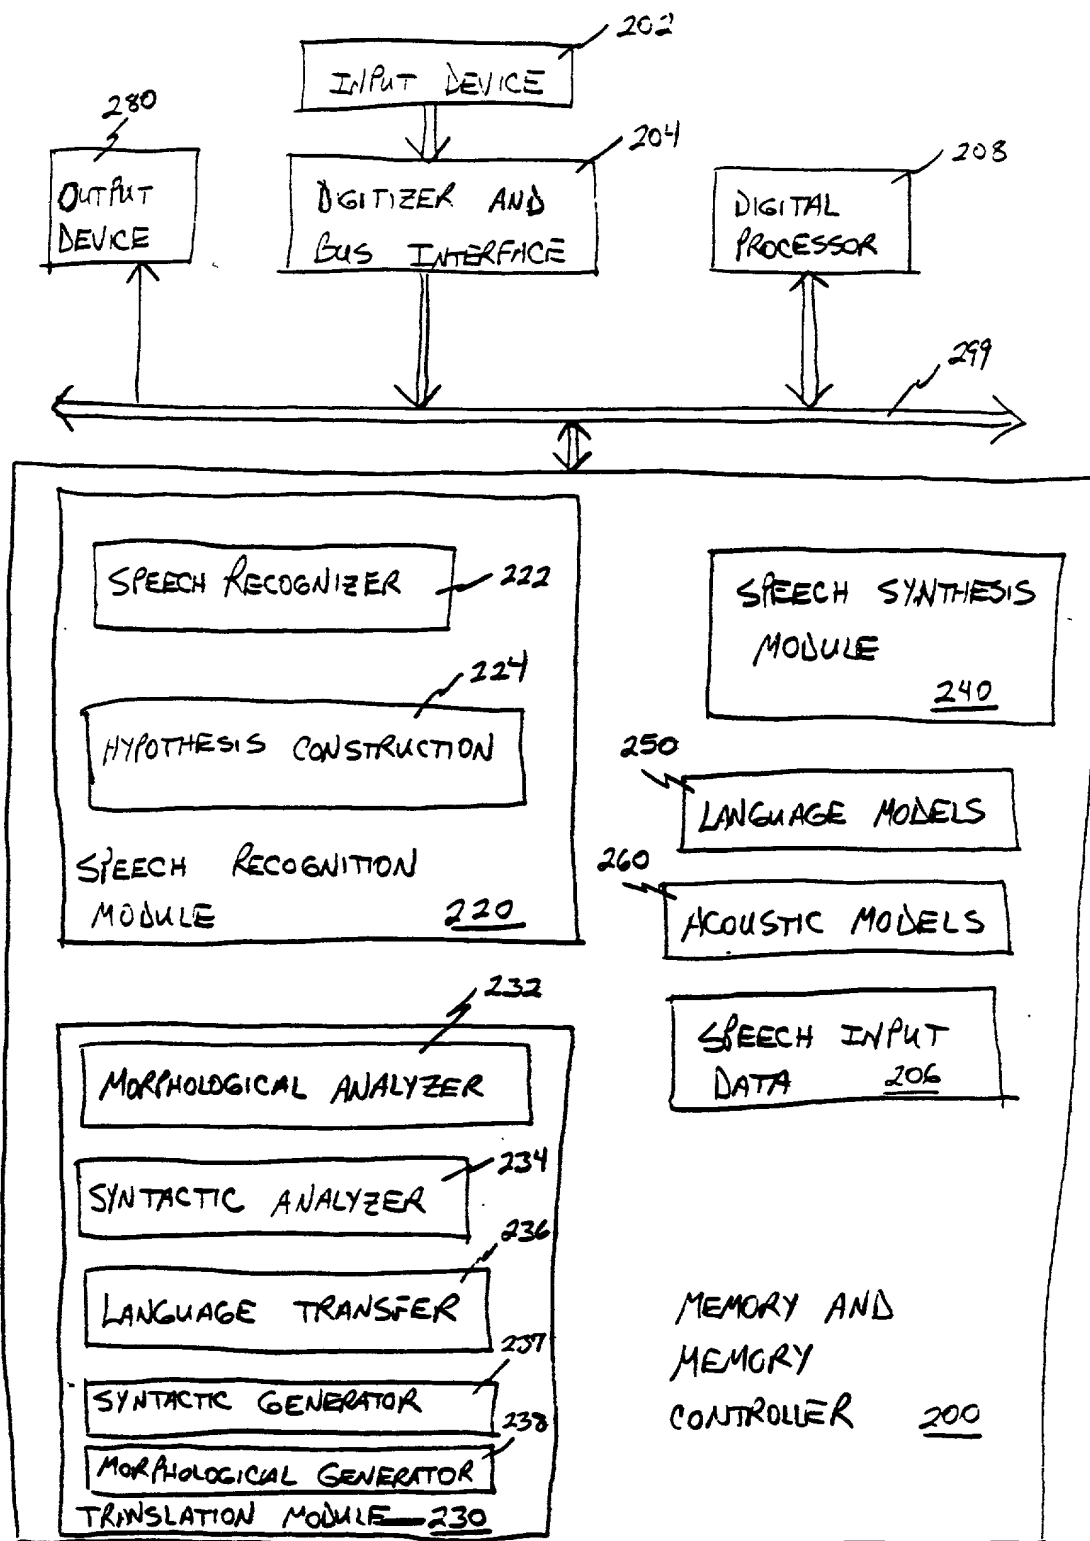 202
INPUT DEVICE
280
OUTPUT
DEVICE
204
DIGITIZER AND
BUS INTERFACE
208
DIGITAL
PROCESSOR
299
SPEECH RECOGNIZER
222
224
HYPOTHESIS CONSTRUCTION
SPEECH RECOGNITION
MODULE 220
SPEECH SYNTHESIS
MODULE
240
250
LANGUAGE MODELS
260
ACOUSTIC MODELS
SPEECH INPUT
DATA 206
232
MORPHOLOGICAL ANALYZER
234
SYNTACTIC ANALYZER
236
LANGUAGE TRANSFER
237
SYNTACTIC GENERATOR
238
MORPHOLOGICAL GENERATOR
TRANSLATION MODULE 230
MEMORY AND
MEMORY
CONTROLLER 200